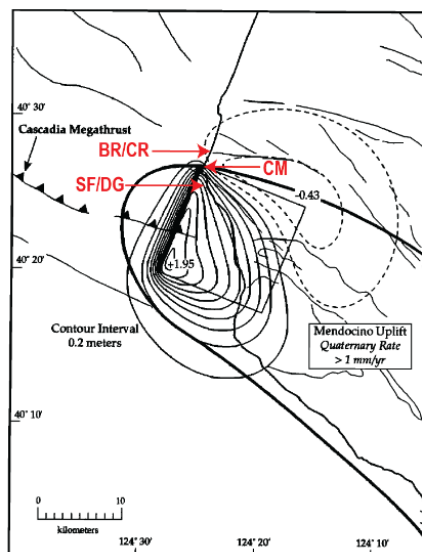 40° 30'
Cascadia Megathrust
BR/CR
CM
SF/DG
-0.43
40° 20'
+1.95
Contour Interval
0.2 meters
Mendocino Uplift
Quaternary Rate
> 1 mm/yr
40° 10'
0 10
kilometers
124° 30' 124° 20' 124° 10'